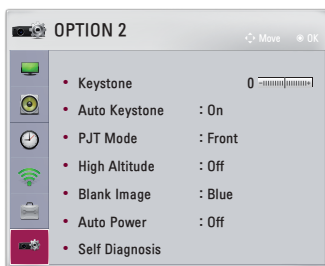 OPTION 2
Move OK
• Keystone 0
• Auto Keystone : On
• PJT Mode : Front
• High Altitude : Off
• Blank Image : Blue
• Auto Power : Off
• Self Diagnosis